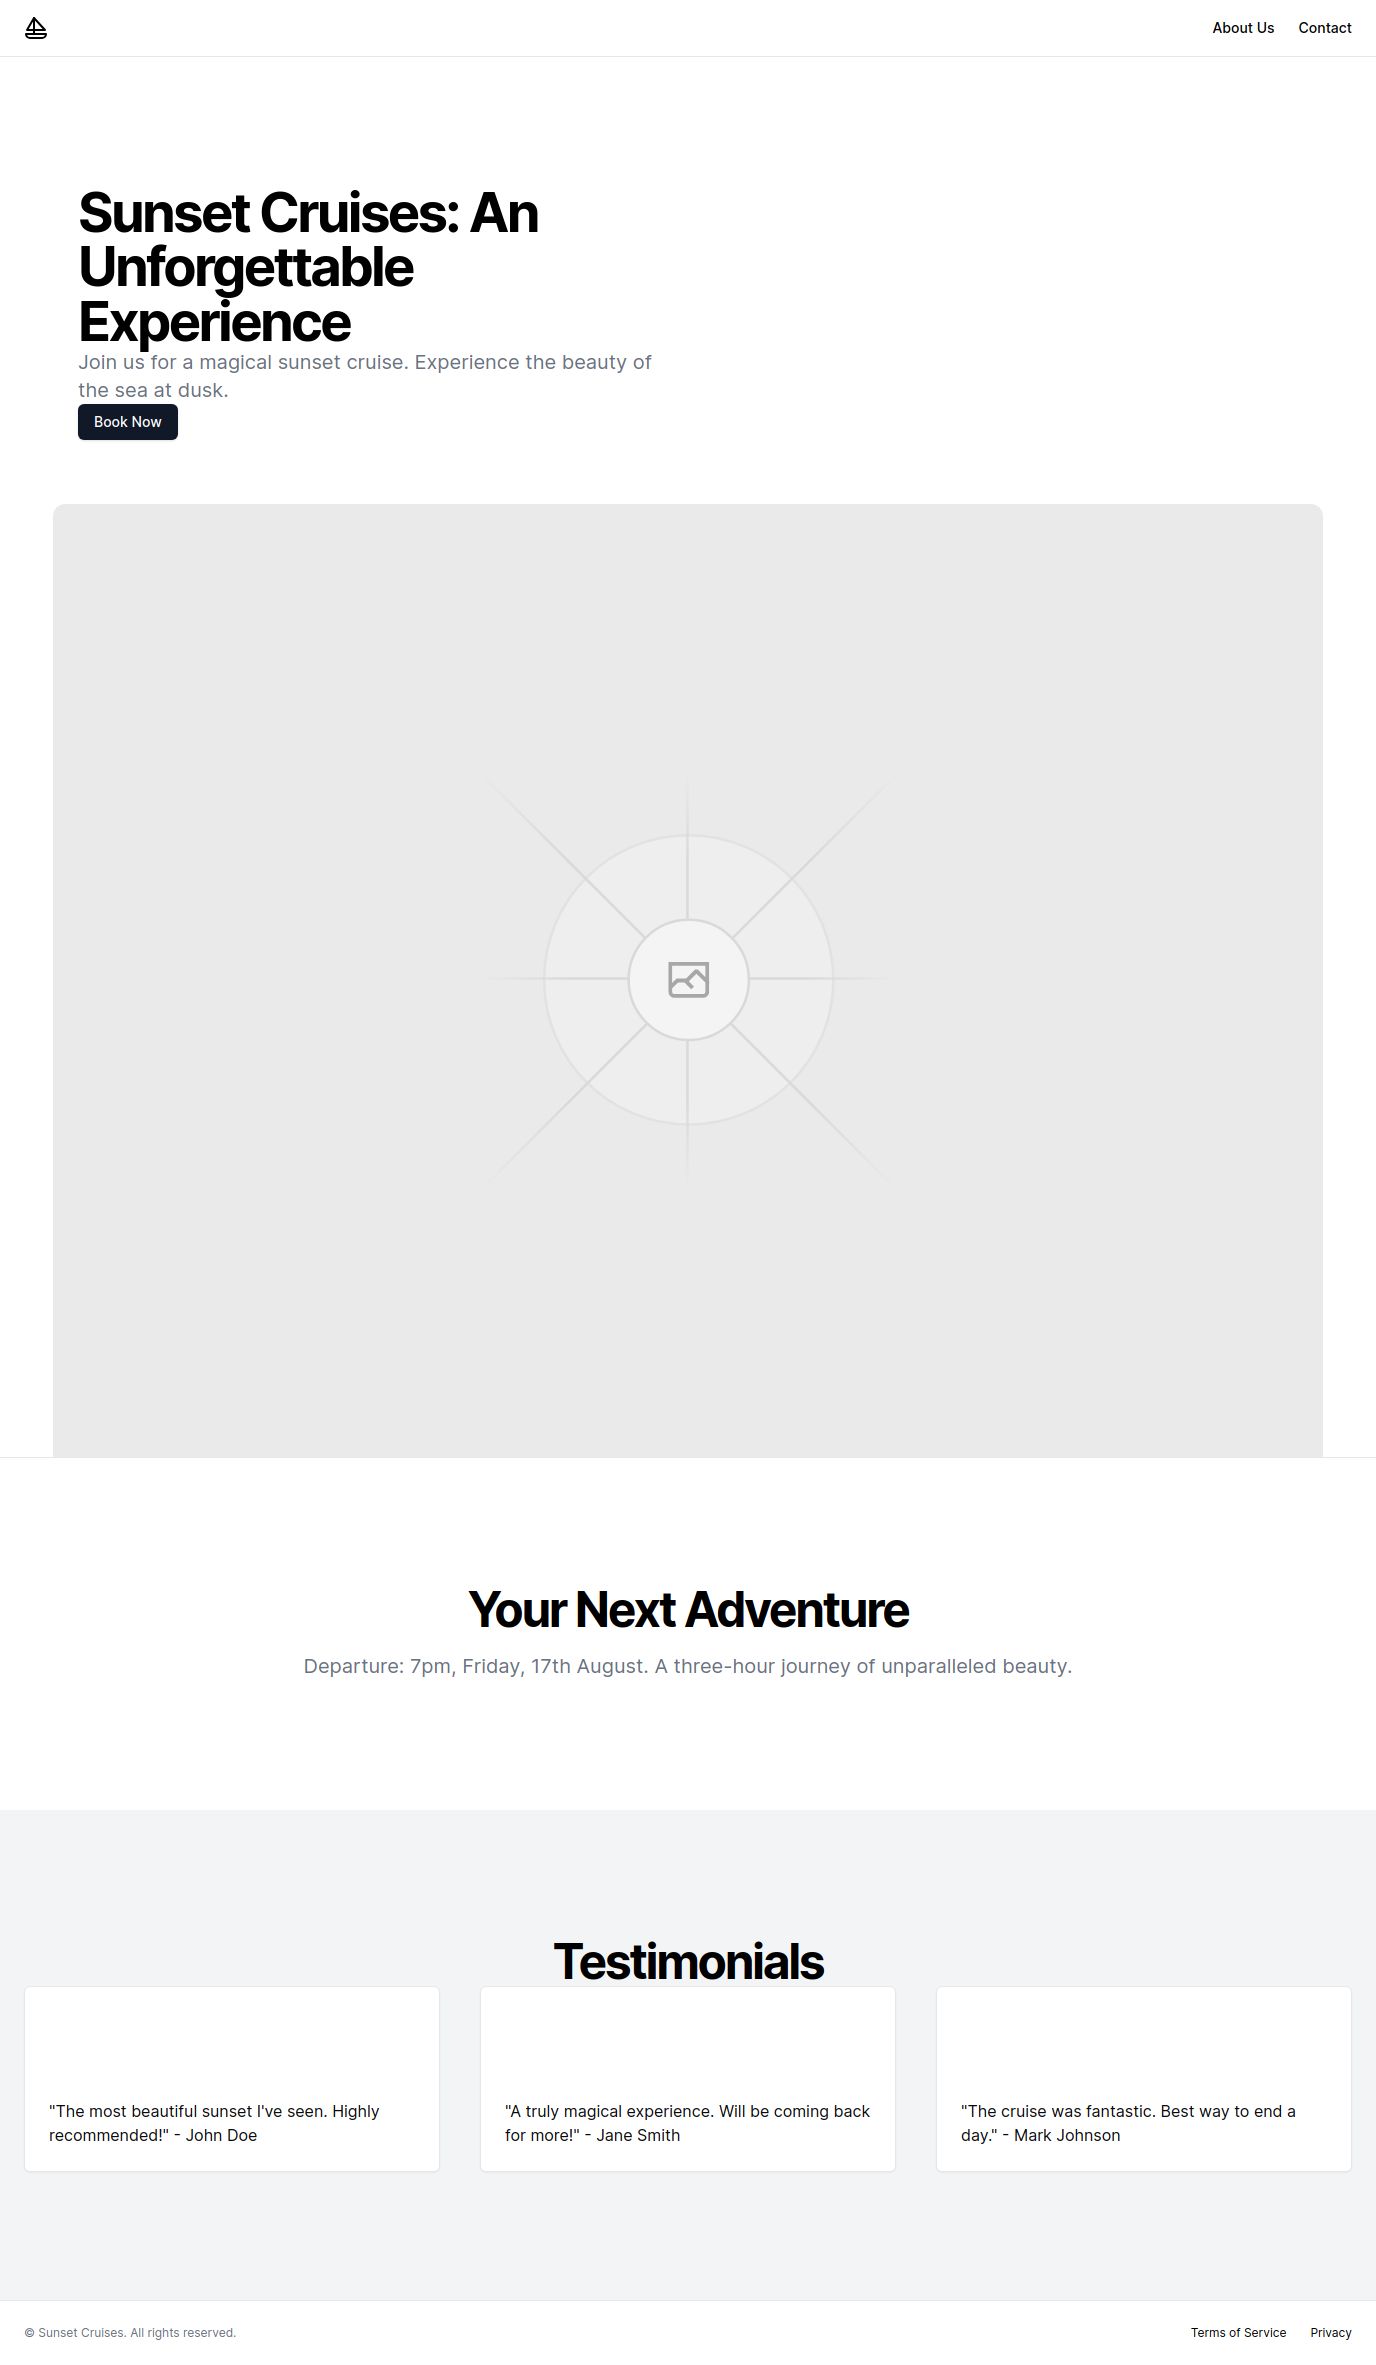 About Us
Contact
Sunset Cruises: An
Unforgettable
Experience
Join us for a magical sunset cruise. Experience the beauty of
the sea at dusk.
Book Now
Your Next Adventure
Departure: 7pm, Friday, 17th August. A three-hour journey of unparalleled beauty.
Testimonials
"The most beautiful sunset I've seen. Highly
recommended!" - John Doe
"A truly magical experience. Will be coming back
for more!" - Jane Smith
"The cruise was fantastic. Best way to end a
day." - Mark Johnson
© Sunset Cruises. All rights reserved.
Terms of Service
Privacy